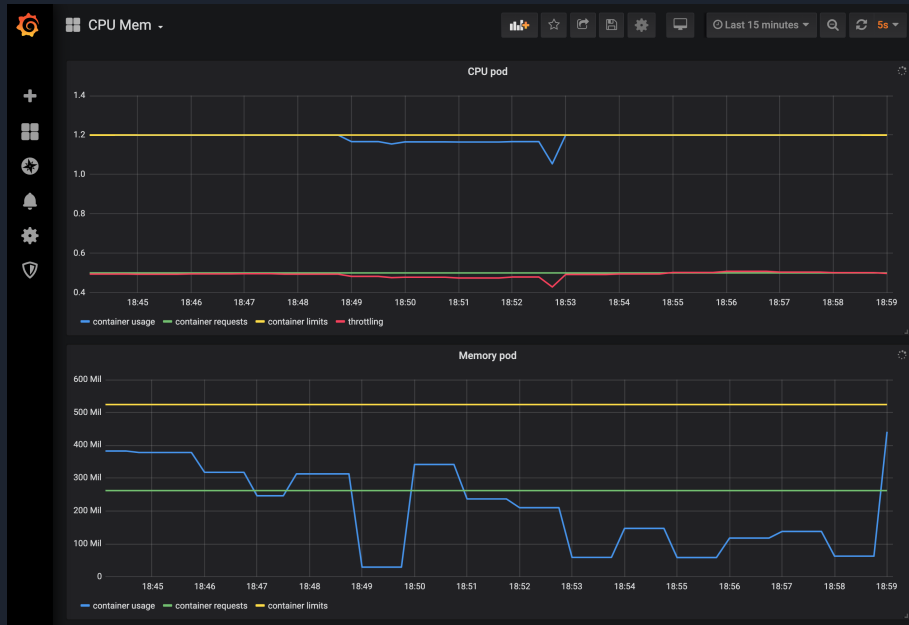 CPU Mem
Last 15 minutes
5s
CPU pod
1.4
1.2
1.0
0.8
0.6
0.4
18:45 18:46 18:47 18:48 18:49 18:50 18:51 18:52 18:53 18:54 18:55 18:56 18:57 18:58 18:59
container usage container requests container limits throttling
Memory pod
600 Mil
500 Mil
400 Mil
300 Mil
200 Mil
100 Mil
0
18:45 18:46 18:47 18:48 18:49 18:50 18:51 18:52 18:53 18:54 18:55 18:56 18:57 18:58 18:59
container usage container requests container limits